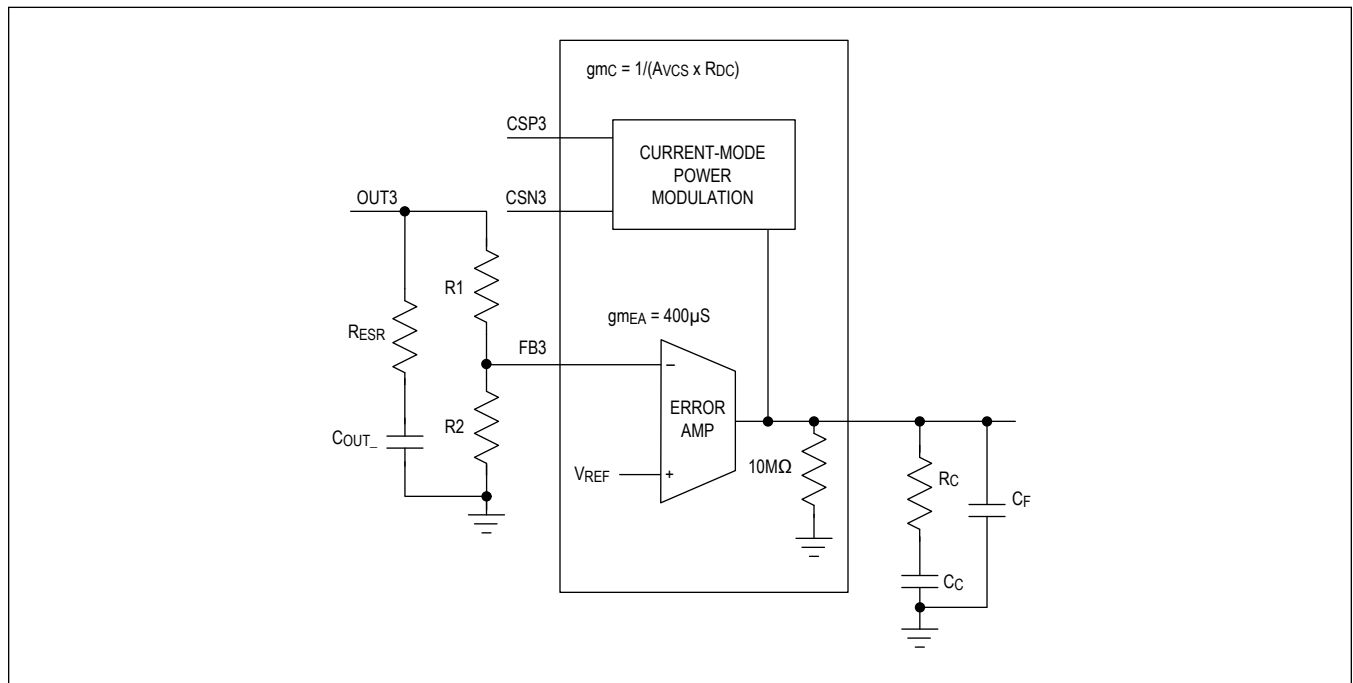 gmC = 1/(AVCS x RDC)
CSP3
CURRENT-MODE
POWER
MODULATION
OUT3
CSN3
R1
gmEA = 400µS
RESR
FB3
−
ERROR
AMP
R2
COUT_
VREF
+
10MΩ
RC
CF
CC